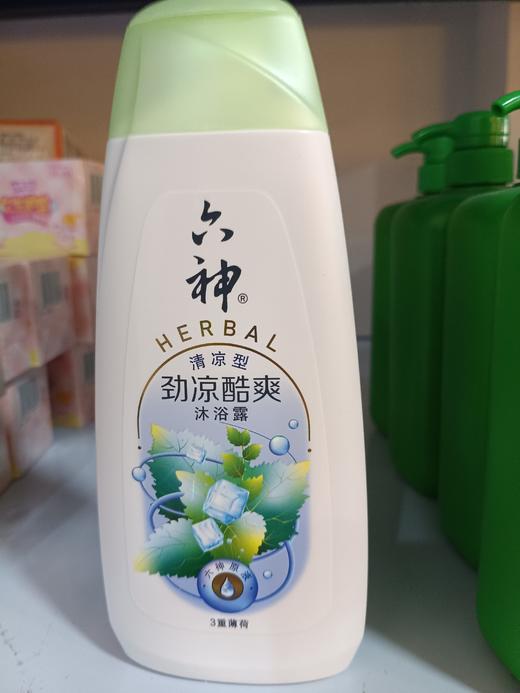 六
神®
HERBAL
清凉型
劲凉酷爽
沐浴露
六神原液
3重薄荷